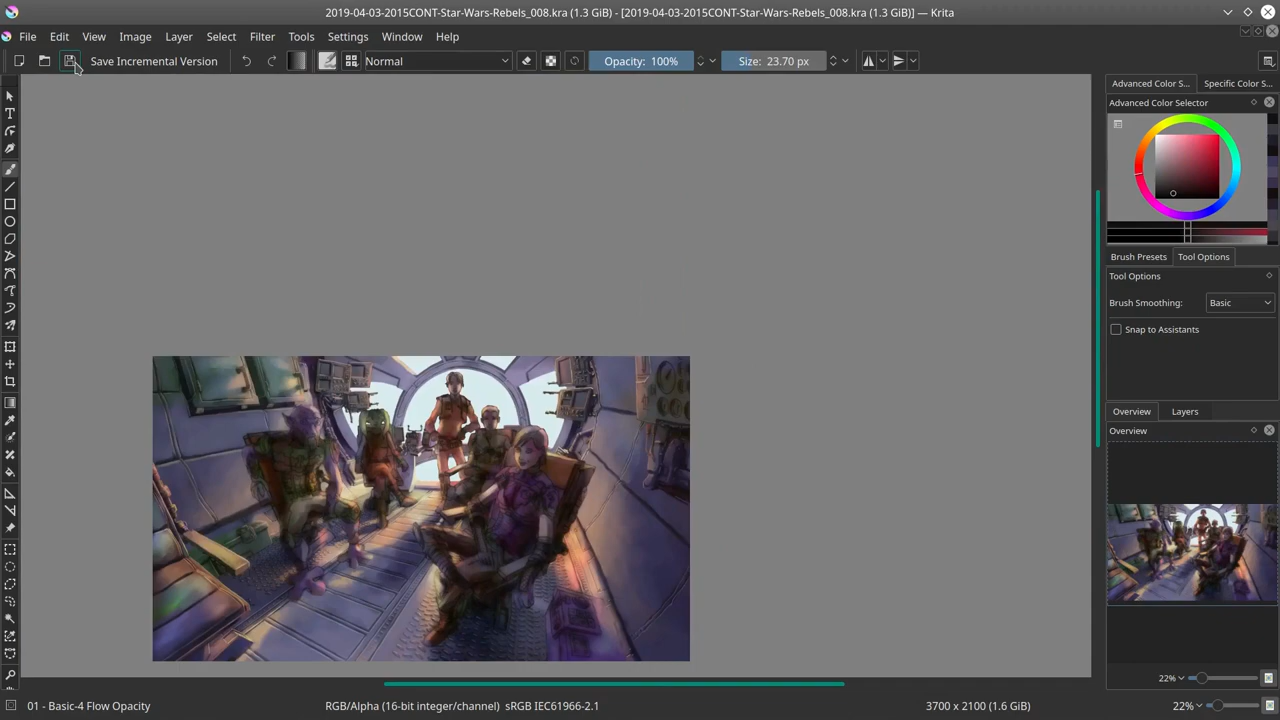 2019-04-03-2015CONT-Star-Wars-Rebels_008.kra (1.3 GiB) - [2019-04-03-2015CONT-Star-Wars-Rebels_008.kra (1.3 GiB)] — Krita
File Edit View Image Layer Select Filter Tools Settings Window Help
Save Incremental Version Normal Opacity: 100% Size: 23.70 px
Advanced Color S... Specific Color S...
Advanced Color Selector
Brush Presets Tool Options
Tool Options
Brush Smoothing: Basic
Snap to Assistants
Overview Layers
Overview
22%
01 - Basic-4 Flow Opacity RGB/Alpha (16-bit integer/channel) sRGB IEC61966-2.1 3700 x 2100 (1.6 GiB) 22%